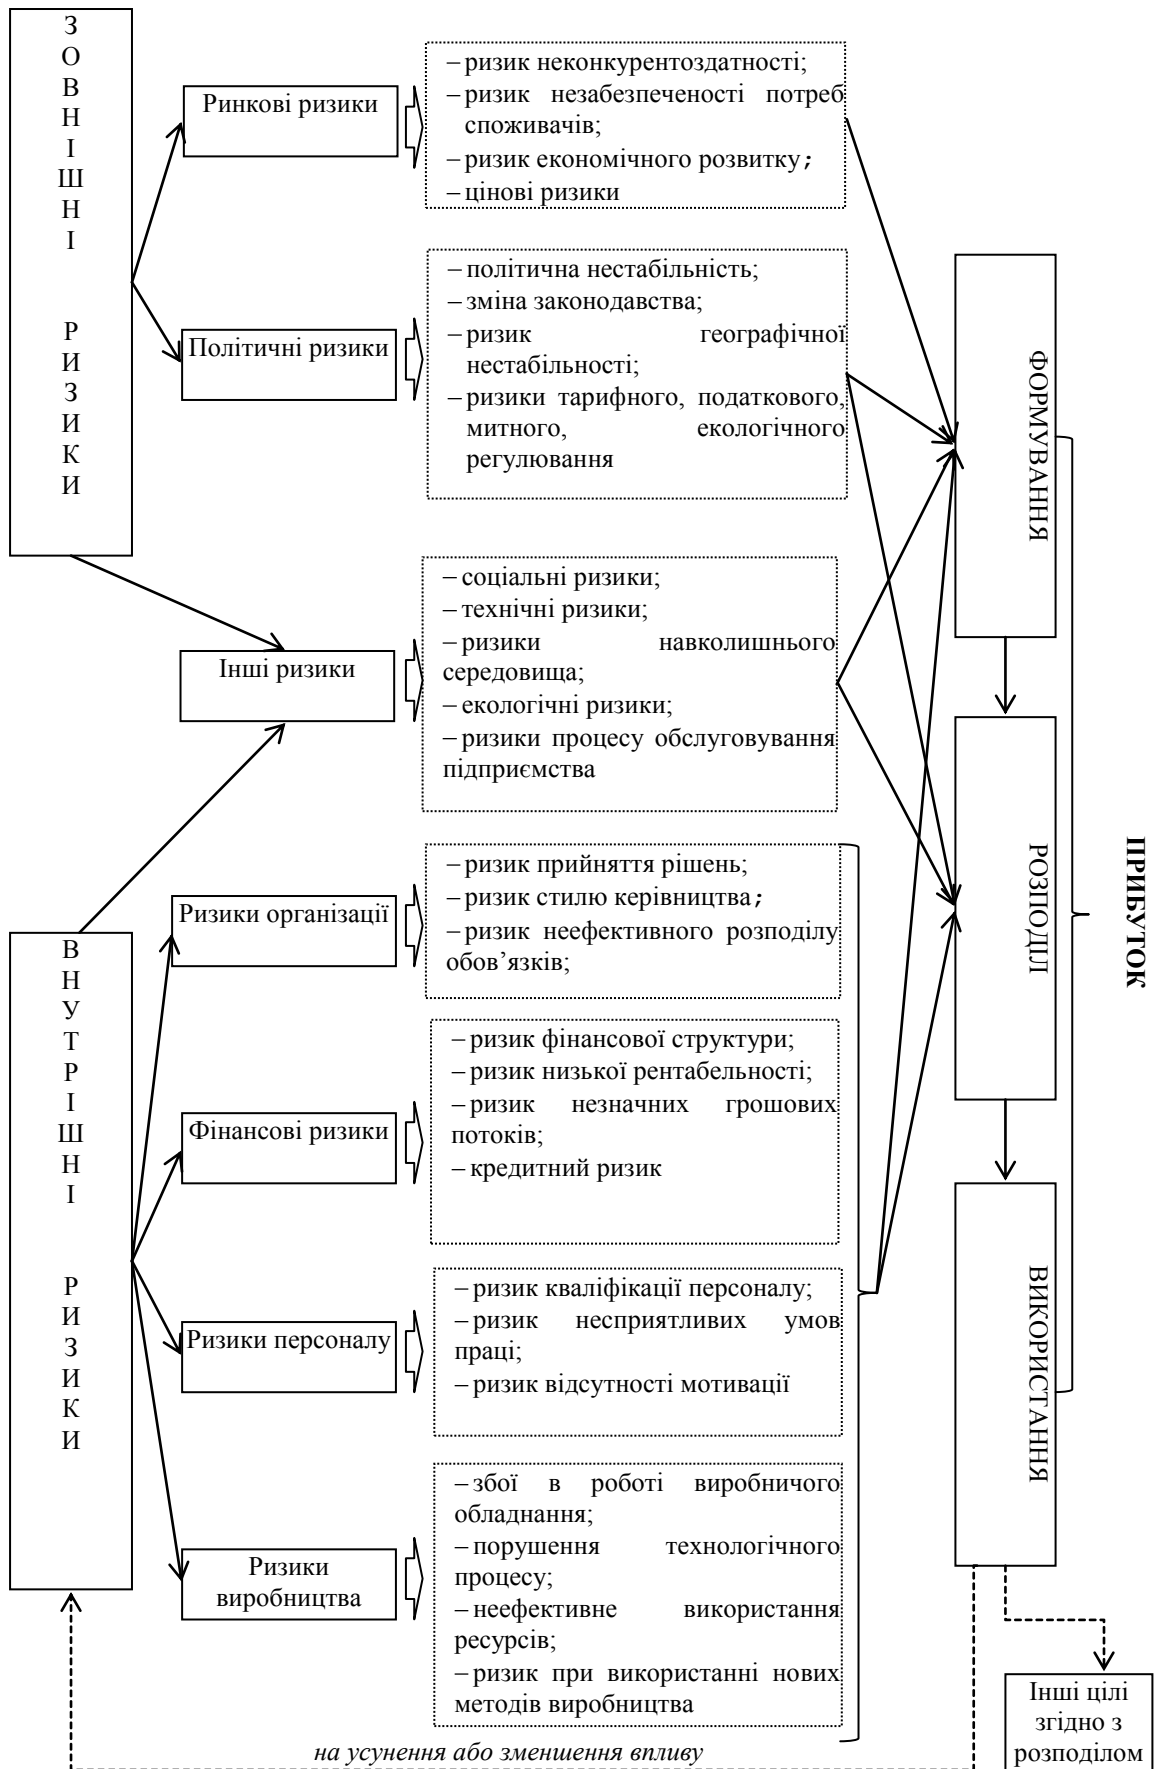 ЗОВНІШНІ РИЗИКИ
Ринкові ризики
– ризик неконкурентоздатності;
– ризик незабезпеченості потреб
споживачів;
– ризик економічного розвитку;
– цінові ризики
Політичні ризики
– політична нестабільність;
– зміна законодавства;
– ризик географічної
нестабільності;
– ризики тарифного, податкового,
митного, екологічного
регулювання
Інші ризики
– соціальні ризики;
– технічні ризики;
– ризики навколишнього
середовища;
– екологічні ризики;
– ризики процесу обслуговування
підприємства
ВНУТРІШНІ РИЗИКИ
Ризики організації
– ризик прийняття рішень;
– ризик стилю керівництва;
– ризик неефективного розподілу
обов’язків;
Фінансові ризики
– ризик фінансової структури;
– ризик низької рентабельності;
– ризик незначних грошових
потоків;
– кредитний ризик
Ризики персоналу
– ризик кваліфікації персоналу;
– ризик несприятливих умов
праці;
– ризик відсутності мотивації
Ризики
виробництва
– збої в роботі виробничого
обладнання;
– порушення технологічного
процесу;
– неефективне використання
ресурсів;
– ризик при використанні нових
методів виробництва
ФОРМУВАННЯ
РОЗПОДІЛ
ВИКОРИСТАННЯ
ПРИБУТОК
Інші цілі
згідно з
розподілом
на усунення або зменшення впливу